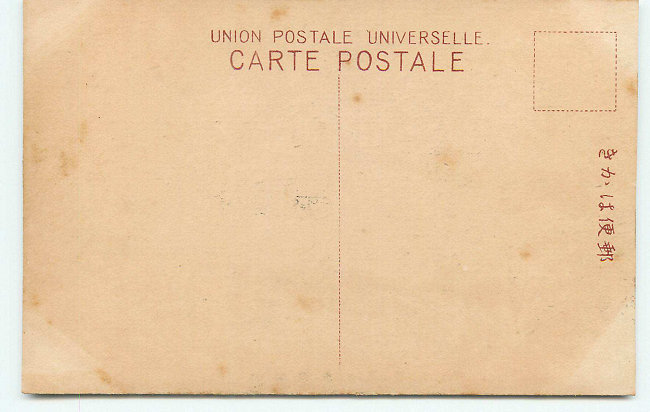 UNION POSTALE UNIVERSELLE.
CARTE POSTALE
郵便はかき